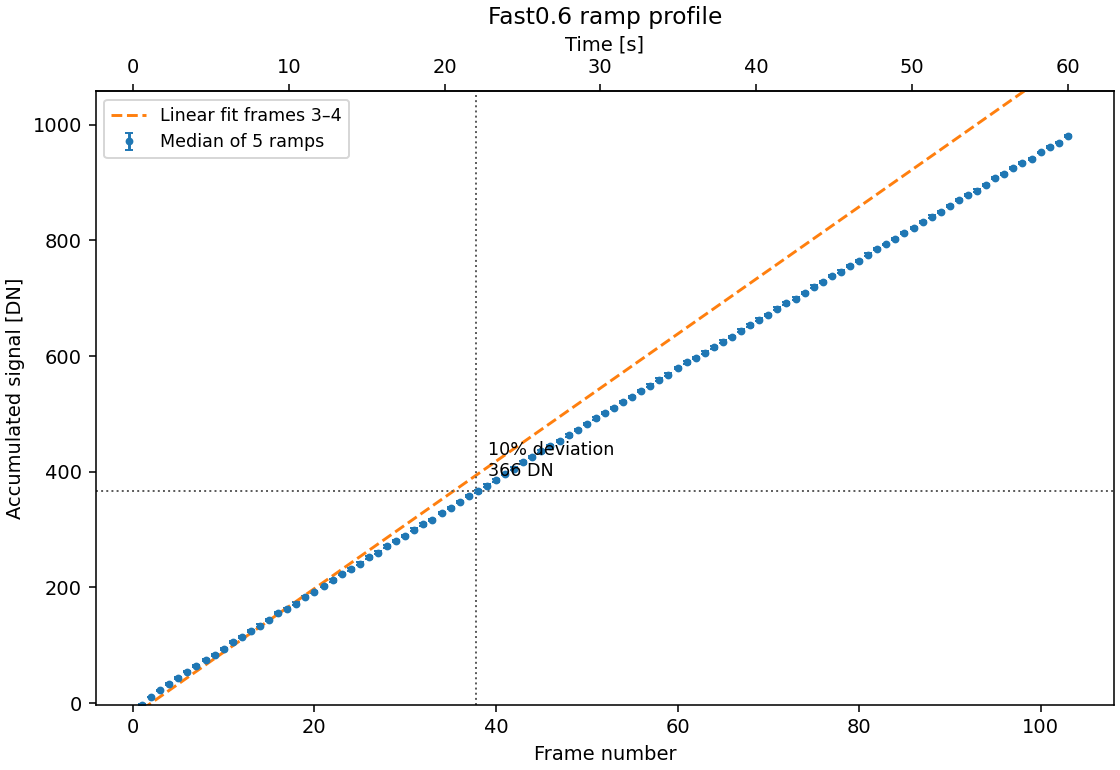 Fast0.6 ramp profile
Time [s]
0 10 20 30 40 50 60
Linear fit frames 3–4
Median of 5 ramps
1000
800
600
400
200
0
Accumulated signal [DN]
10% deviation
366 DN
0 20 40 60 80 100
Frame number